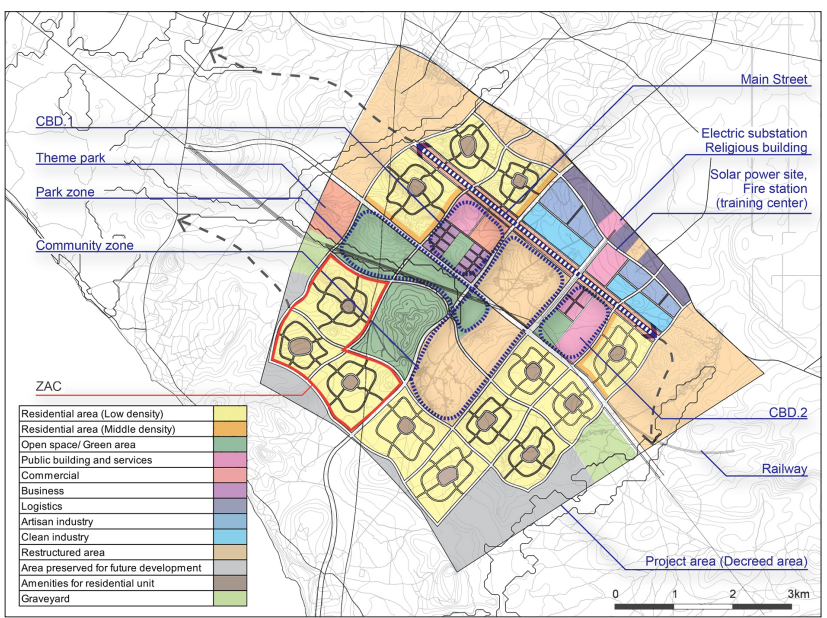 Main Street
CBD.1
Electric substation
Religious building
Theme park
Solar power site,
Fire station
(training center)
Park zone
Community zone
ZAC
Residential area (Low density)
Residential area (Middle density)
Open space/ Green area
Public building and services
Commercial
Business
Logistics
Artisan industry
Clean industry
Restructured area
Area preserved for future development
Amenities for residential unit
Graveyard
CBD.2
Railway
Project area (Decreed area)
0 1 2 3km